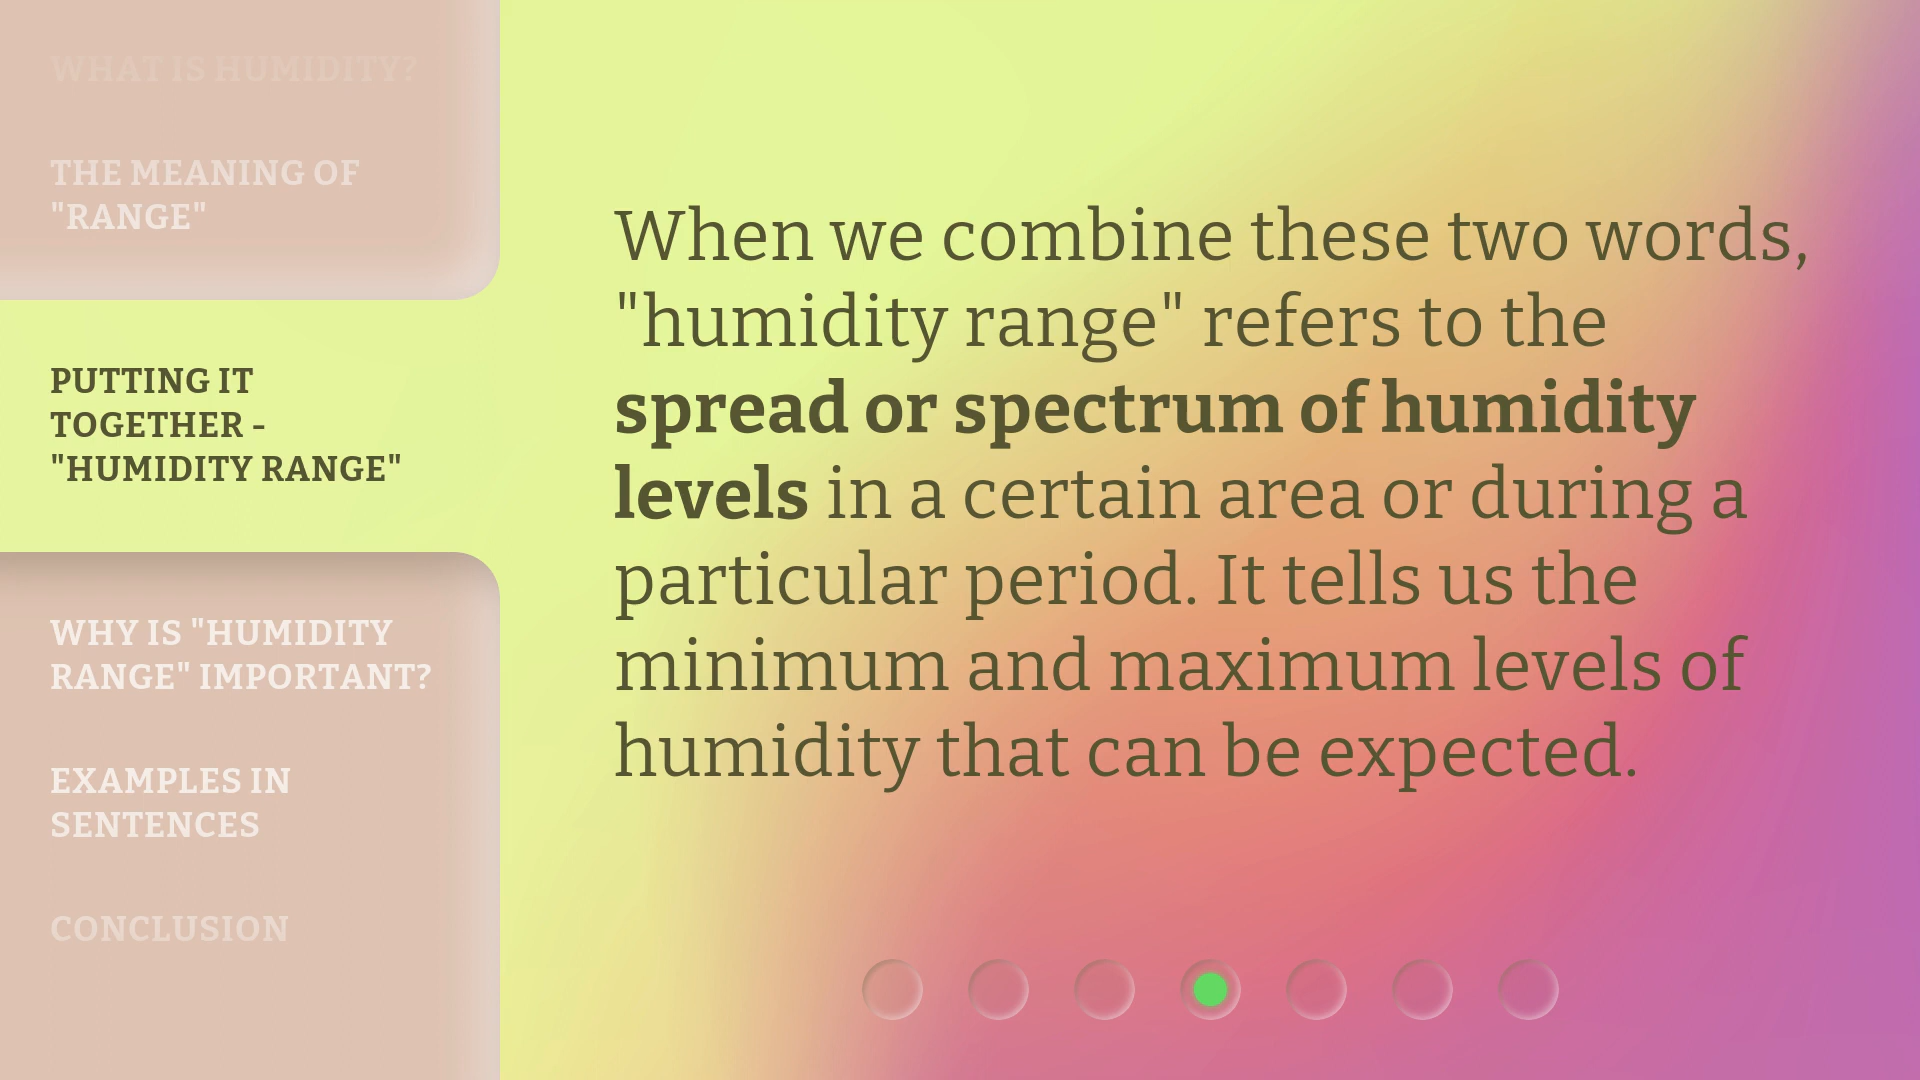 WHAT IS HUMIDITY?
THE MEANING OF
"RANGE"
PUTTING IT
TOGETHER -
"HUMIDITY RANGE"
WHY IS "HUMIDITY
RANGE" IMPORTANT?
EXAMPLES IN
SENTENCES
CONCLUSION
When we combine these two words,
"humidity range" refers to the
spread or spectrum of humidity
levels in a certain area or during a
particular period. It tells us the
minimum and maximum levels of
humidity that can be expected.